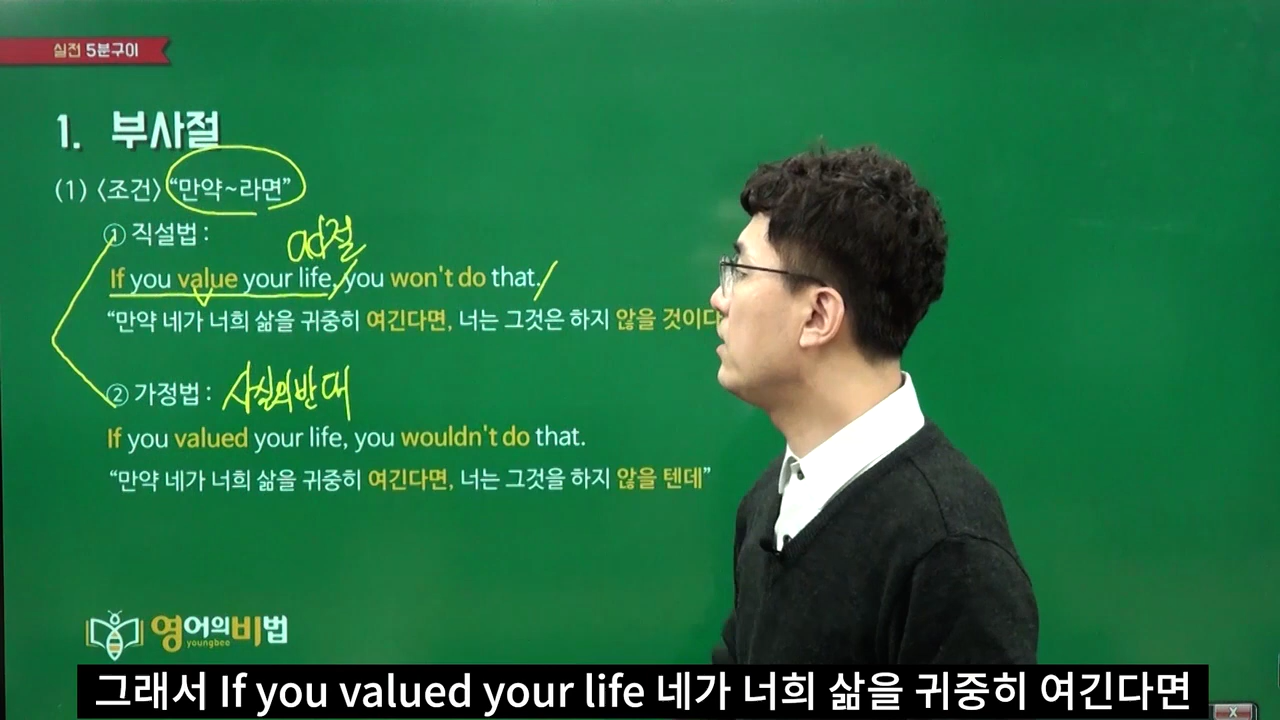 실전 5분구이
1. 부사절
(1) <조건> “만약~라면”
① 직설법 :
ad절
If you value your life, you won't do that.
“만약 네가 너희 삶을 귀중히 여긴다면, 너는 그것은 하지 않을 것이다
② 가정법 : 사실의반대
If you valued your life, you wouldn't do that.
“만약 네가 너희 삶을 귀중히 여긴다면, 너는 그것을 하지 않을 텐데”
영어의비법
youngbee
그래서 If you valued your life 네가 너희 삶을 귀중히 여긴다면
X